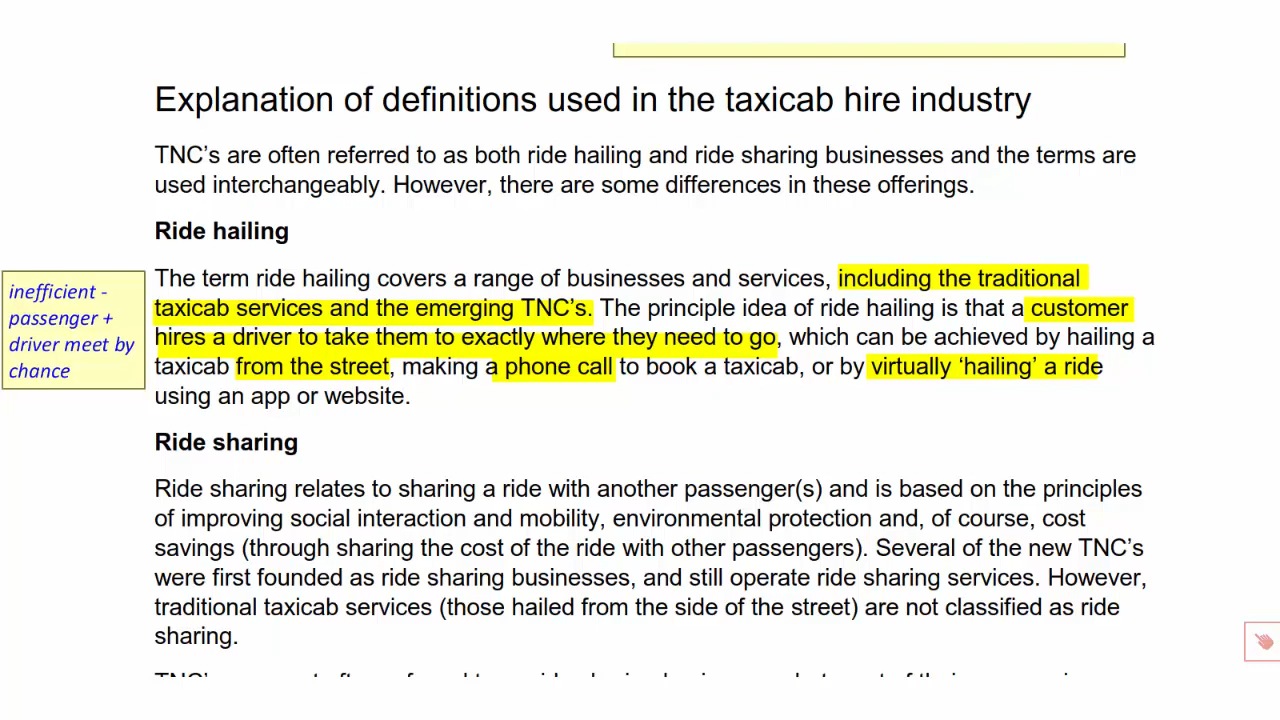 Explanation of definitions used in the taxicab hire industry
TNC’s are often referred to as both ride hailing and ride sharing businesses and the terms are
used interchangeably. However, there are some differences in these offerings.
Ride hailing
inefficient -
passenger +
driver meet by
chance
The term ride hailing covers a range of businesses and services, including the traditional
taxicab services and the emerging TNC’s. The principle idea of ride hailing is that a customer
hires a driver to take them to exactly where they need to go, which can be achieved by hailing a
taxicab from the street, making a phone call to book a taxicab, or by virtually ‘hailing’ a ride
using an app or website.
Ride sharing
Ride sharing relates to sharing a ride with another passenger(s) and is based on the principles
of improving social interaction and mobility, environmental protection and, of course, cost
savings (through sharing the cost of the ride with other passengers). Several of the new TNC’s
were first founded as ride sharing businesses, and still operate ride sharing services. However,
traditional taxicab services (those hailed from the side of the street) are not classified as ride
sharing.